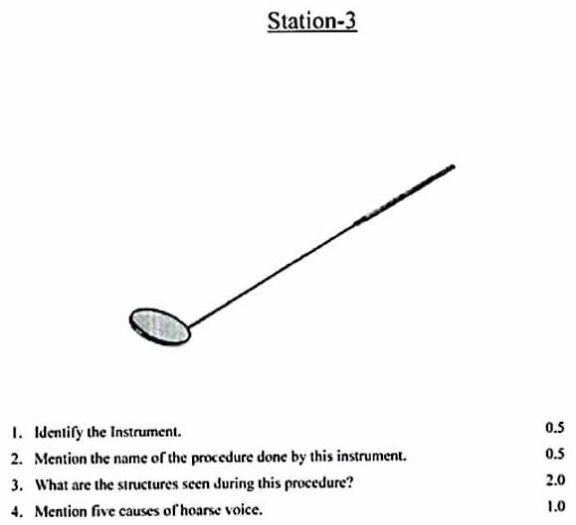 Station-3
1. Identify the Instrument. 0.5
2. Mention the name of the procedure done by this instrument. 0.5
3. What are the structures seen during this procedure? 2.0
4. Mention five causes of hoarse voice. 1.0